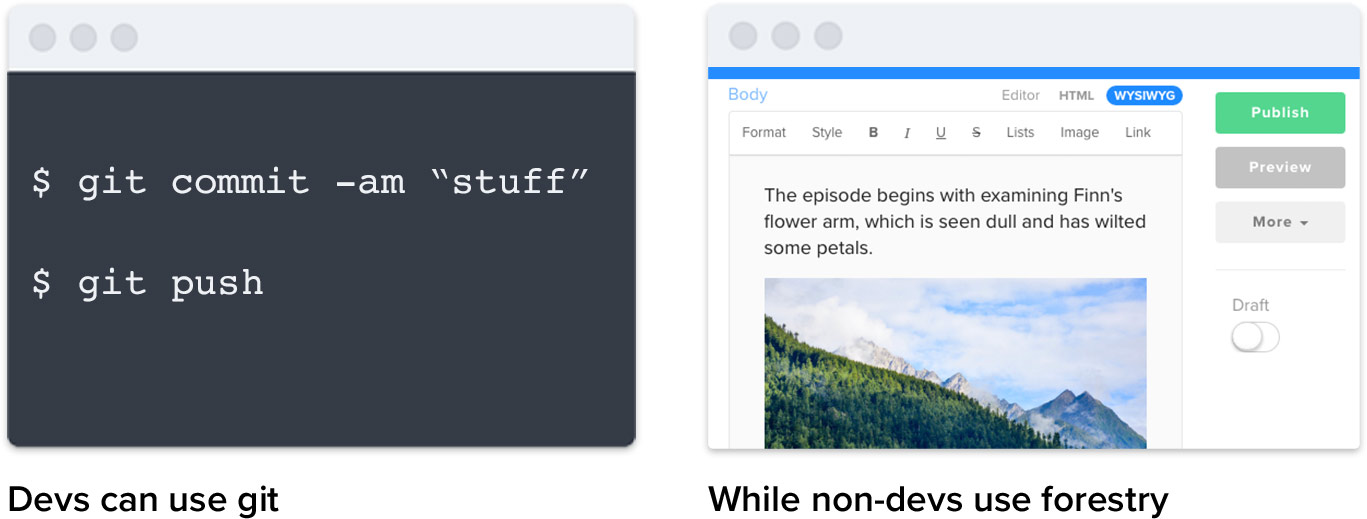 $ git commit -am “stuff”
$ git push
Devs can use git
Body
Editor HTML WYSIWYG
Format Style B I U S Lists Image Link
The episode begins with examining Finn's
flower arm, which is seen dull and has wilted
some petals.
Publish
Preview
More
Draft
While non-devs use forestry